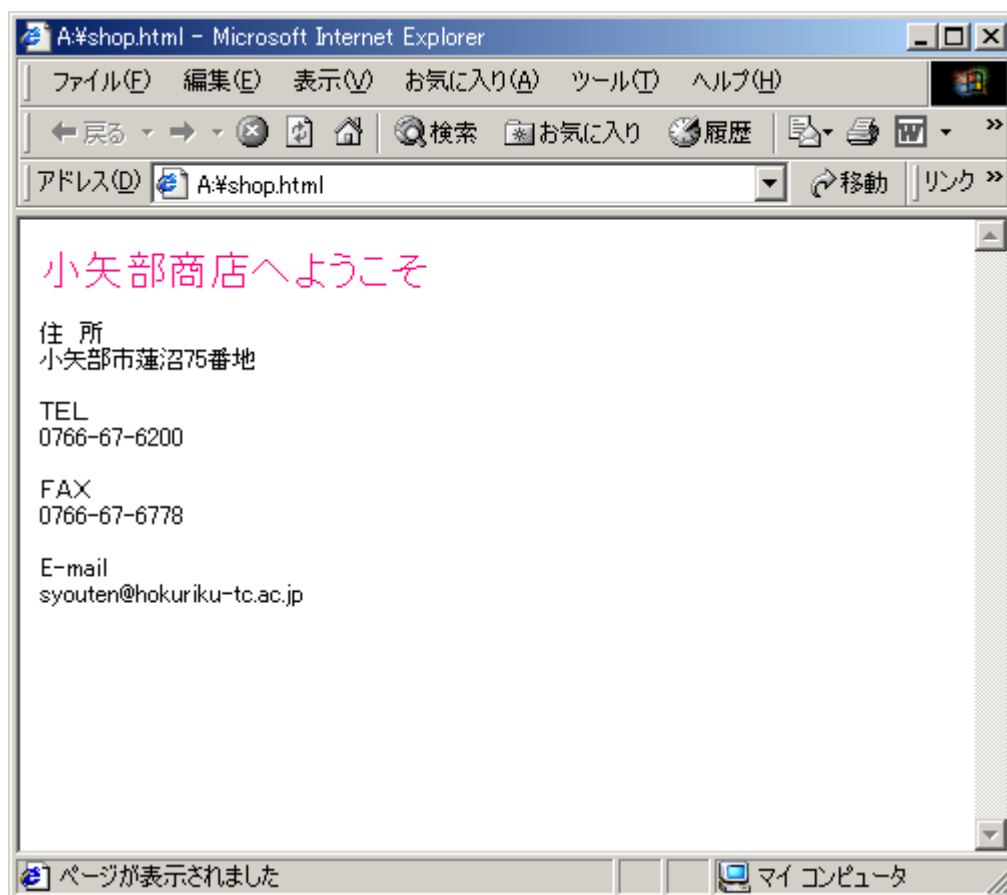 A:¥shop.html - Microsoft Internet Explorer
ファイル(F) 編集(E) 表示(V) お気に入り(A) ツール(T) ヘルプ(H)
戻る 検索 お気に入り 履歴 »
アドレス(D) A:¥shop.html 移動 リンク »
小矢部商店へようこそ
住 所
小矢部市蓮沼75番地
TEL
0766-67-6200
FAX
0766-67-6778
E-mail
syouten@hokuriku-tc.ac.jp
ページが表示されました マイ コンピュータ